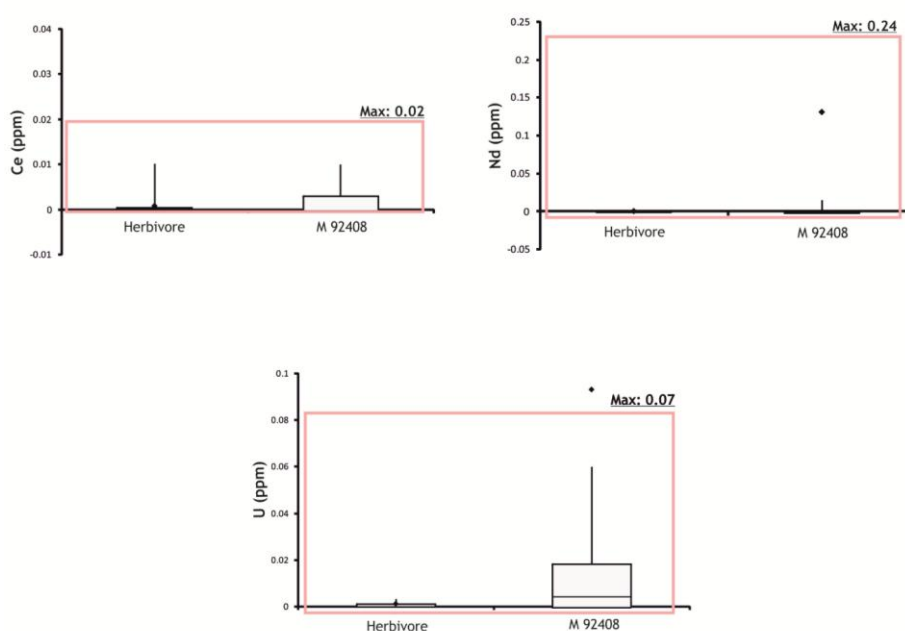 0.04
0.03
0.02
0.01
0
-0.01
Ce (ppm)
Max: 0.02
Herbivore
M 92408
0.25
0.2
0.15
0.1
0.05
0
-0.05
Nd (ppm)
Max: 0.24
Herbivore
M 92408
0.1
0.08
0.06
0.04
0.02
0
U (ppm)
Max: 0.07
Herbivore
M 92408